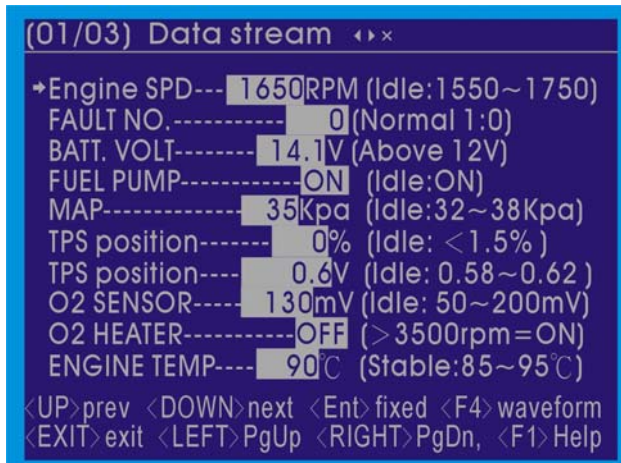 (01/03) Data stream ◂▸×
➔Engine SPD--- 1650RPM (Idle:1550~1750)
FAULT NO.----------- 0(Normal 1:0)
BATT. VOLT-------- 14.1V(Above 12V)
FUEL PUMP------------ON (Idle:ON)
MAP------------- 35Kpa (Idle:32~38Kpa)
TPS position------- 0% (Idle: <1.5% )
TPS position---- 0.6V (Idle: 0.58~0.62 )
O2 SENSOR----- 130mV(Idle: 50~200mV)
O2 HEATER----------OFF (>3500rpm=ON)
ENGINE TEMP---- 90℃ (Stable:85~95℃)
<UP>prev <DOWN>next <Ent>fixed <F4>waveform
<EXIT>exit <LEFT>PgUp <RIGHT>PgDn, <F1>Help